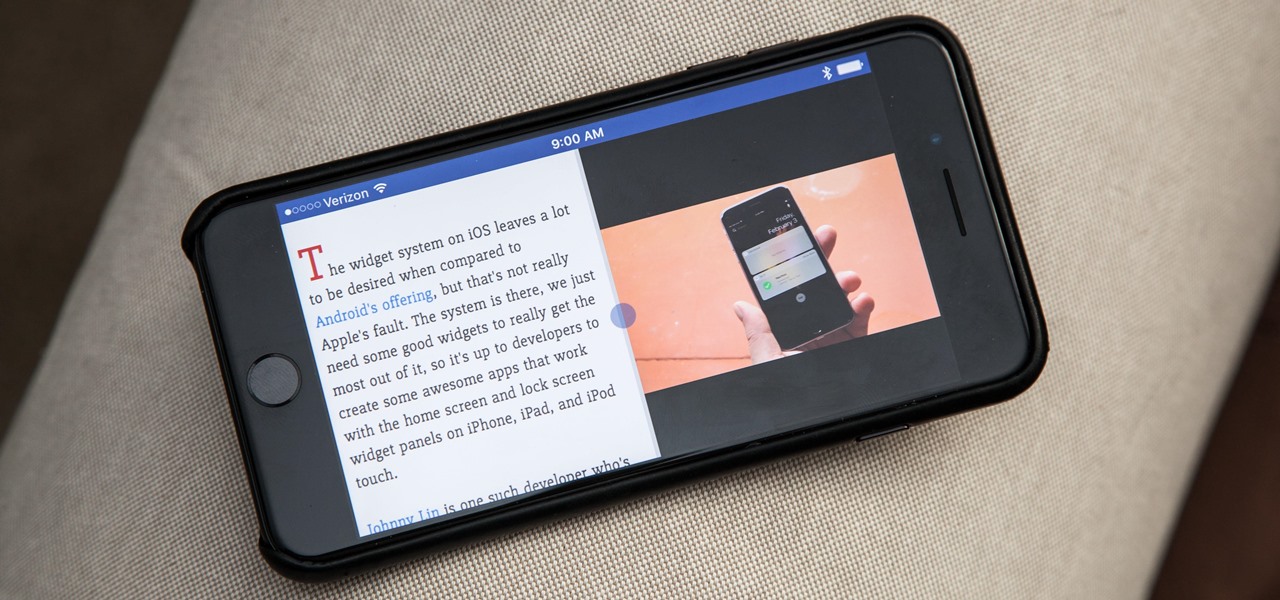 Verizon
9:00 AM
The widget system on iOS leaves a lot
to be desired when compared to
Android's offering, but that's not really
Apple's fault. The system is there, we just
need some good widgets to really get the
most out of it, so it's up to developers to
create some awesome apps that work
with the home screen and lock screen
widget panels on iPhone, iPad, and iPod
touch.
Johnny Lin is one such developer who's
Friday
February 3